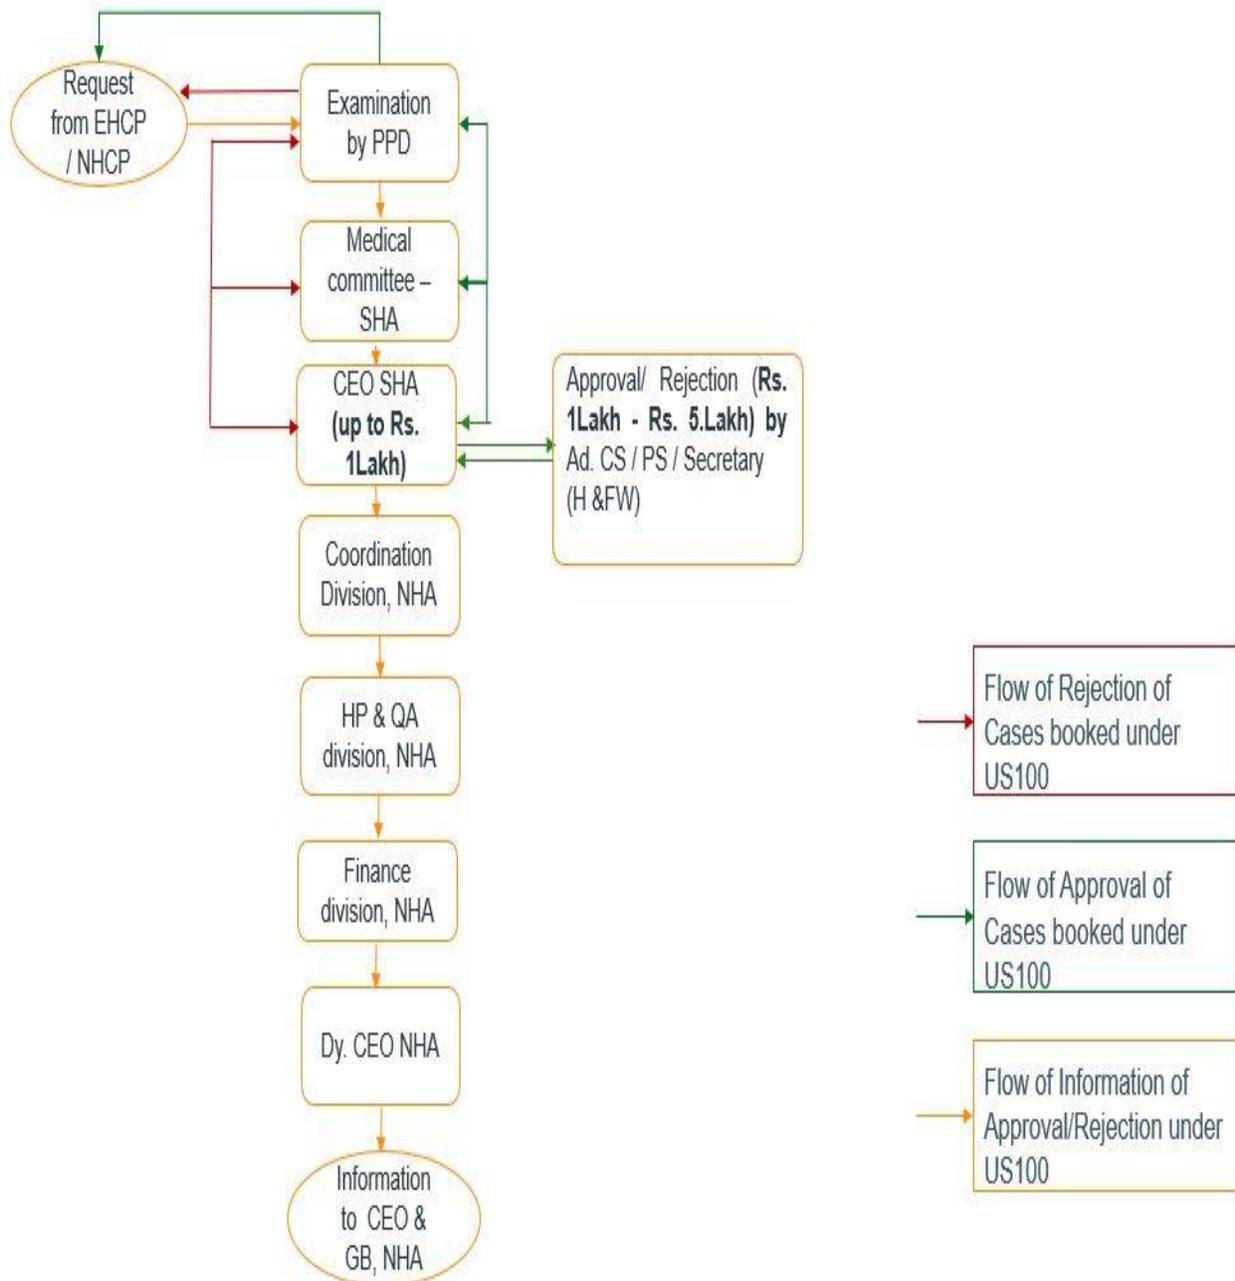 Request
from EHCP
/ NHCP
Examination
by PPD
Medical
committee –
SHA
CEO SHA
(up to Rs.
1Lakh)
Approval/ Rejection (Rs.
1Lakh - Rs. 5.Lakh) by
Ad. CS / PS / Secretary
(H &FW)
Coordination
Division, NHA
HP & QA
division, NHA
Finance
division, NHA
Dy. CEO NHA
Information
to CEO &
GB, NHA
Flow of Rejection of
Cases booked under
US100
Flow of Approval of
Cases booked under
US100
Flow of Information of
Approval/Rejection under
US100